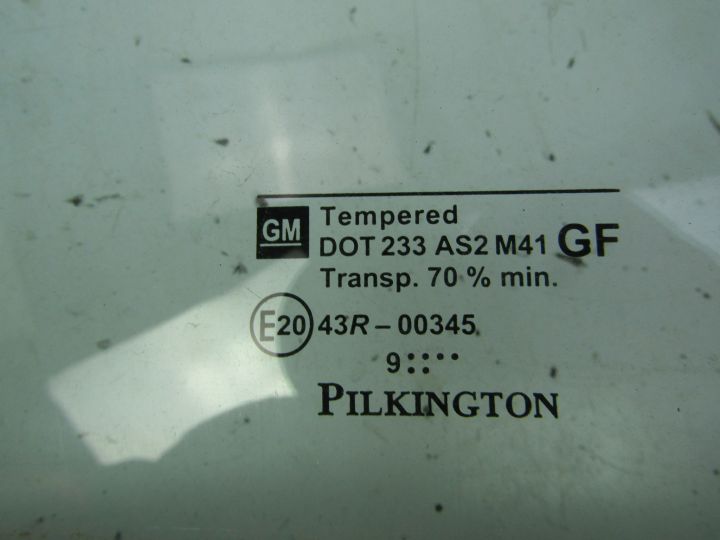 GM Tempered
DOT 233 AS2 M41 GF
Transp. 70 % min.
E20 43R – 00345
9::····
PILKINGTON